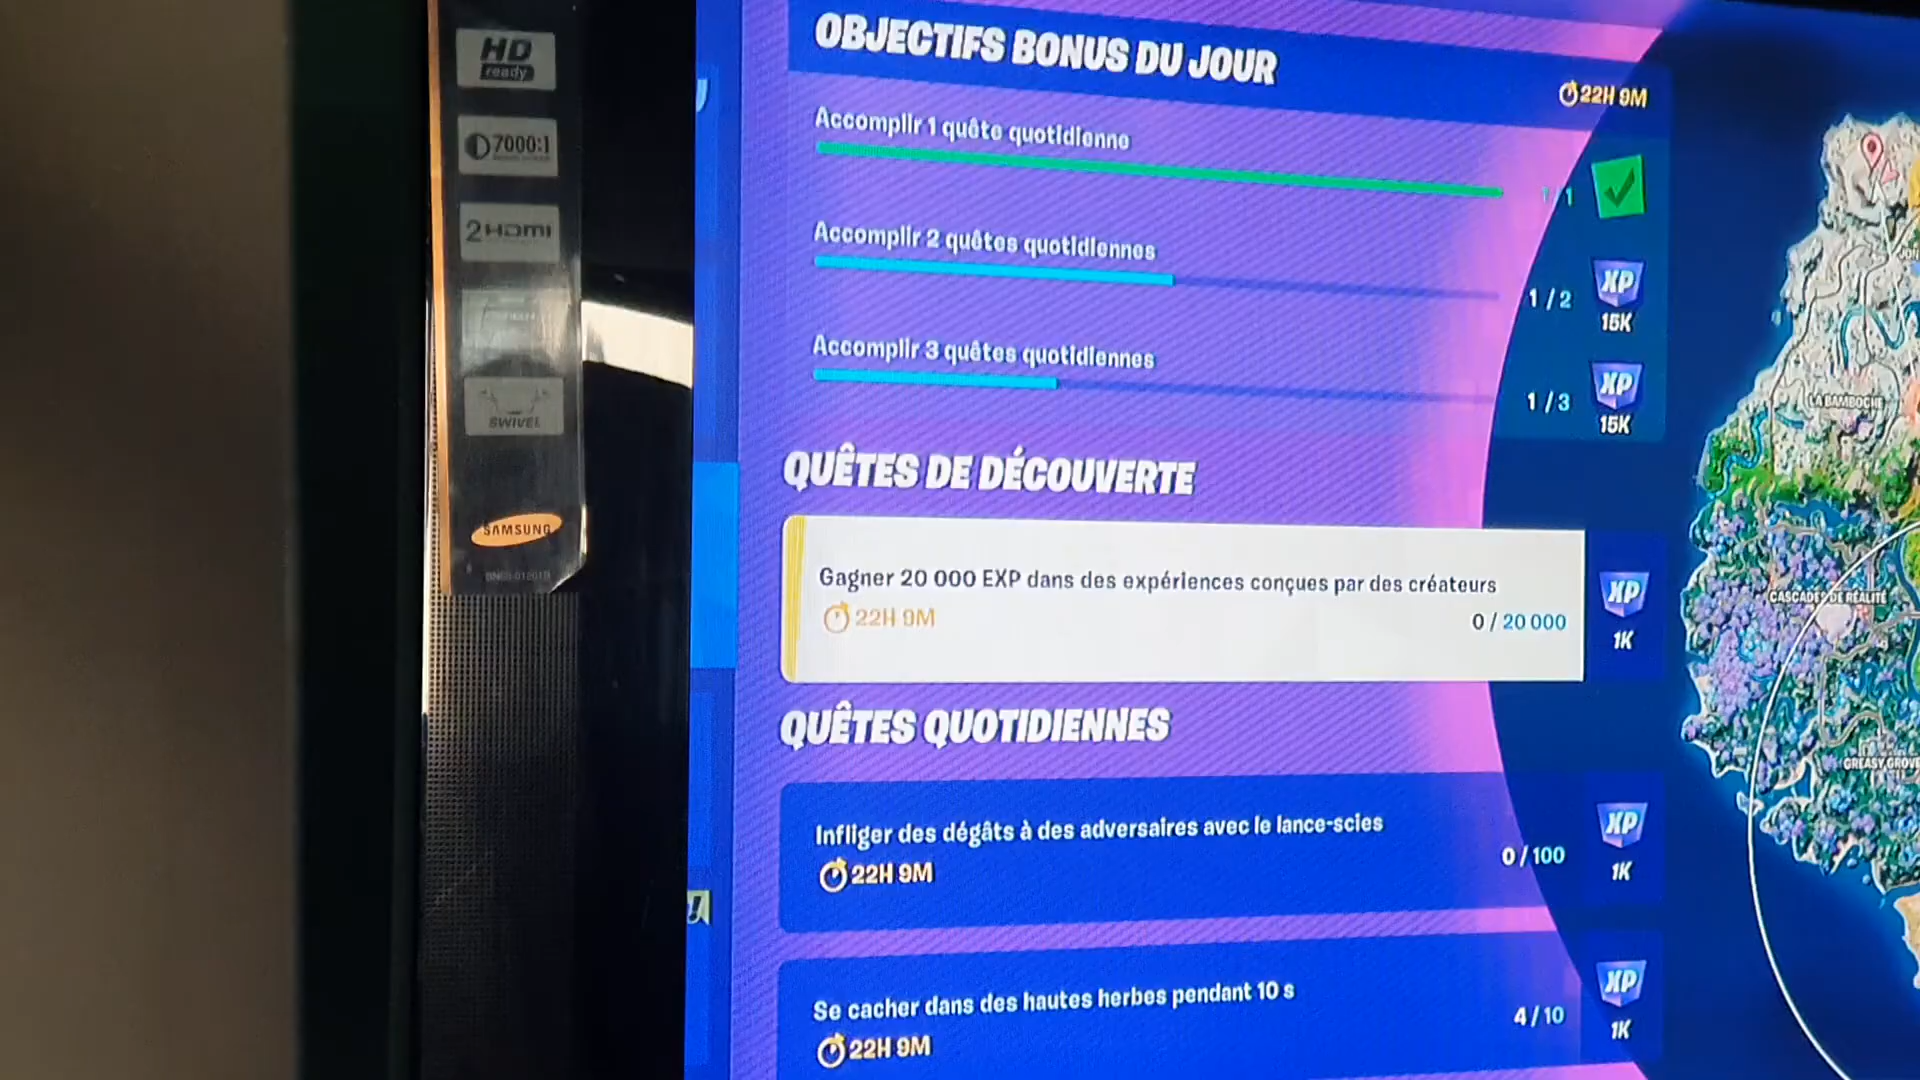 HD
ready
7000:1
2 HDMI
SWIVEL
SAMSUNG
OBJECTIFS BONUS DU JOUR
22H 9M
Accomplir 1 quête quotidienne
1 / 1
Accomplir 2 quêtes quotidiennes
1 / 2
XP
15K
Accomplir 3 quêtes quotidiennes
1 / 3
XP
15K
QUÊTES DE DÉCOUVERTE
Gagner 20 000 EXP dans des expériences conçues par des créateurs
22H 9M
0 / 20 000
XP
1K
QUÊTES QUOTIDIENNES
Infliger des dégâts à des adversaires avec le lance-scies
22H 9M
0 / 100
XP
1K
Se cacher dans des hautes herbes pendant 10 s
22H 9M
4 / 10
XP
1K
LA BAMBOCHE
CASCADES DE RÉALITÉ
GREASY GROVE